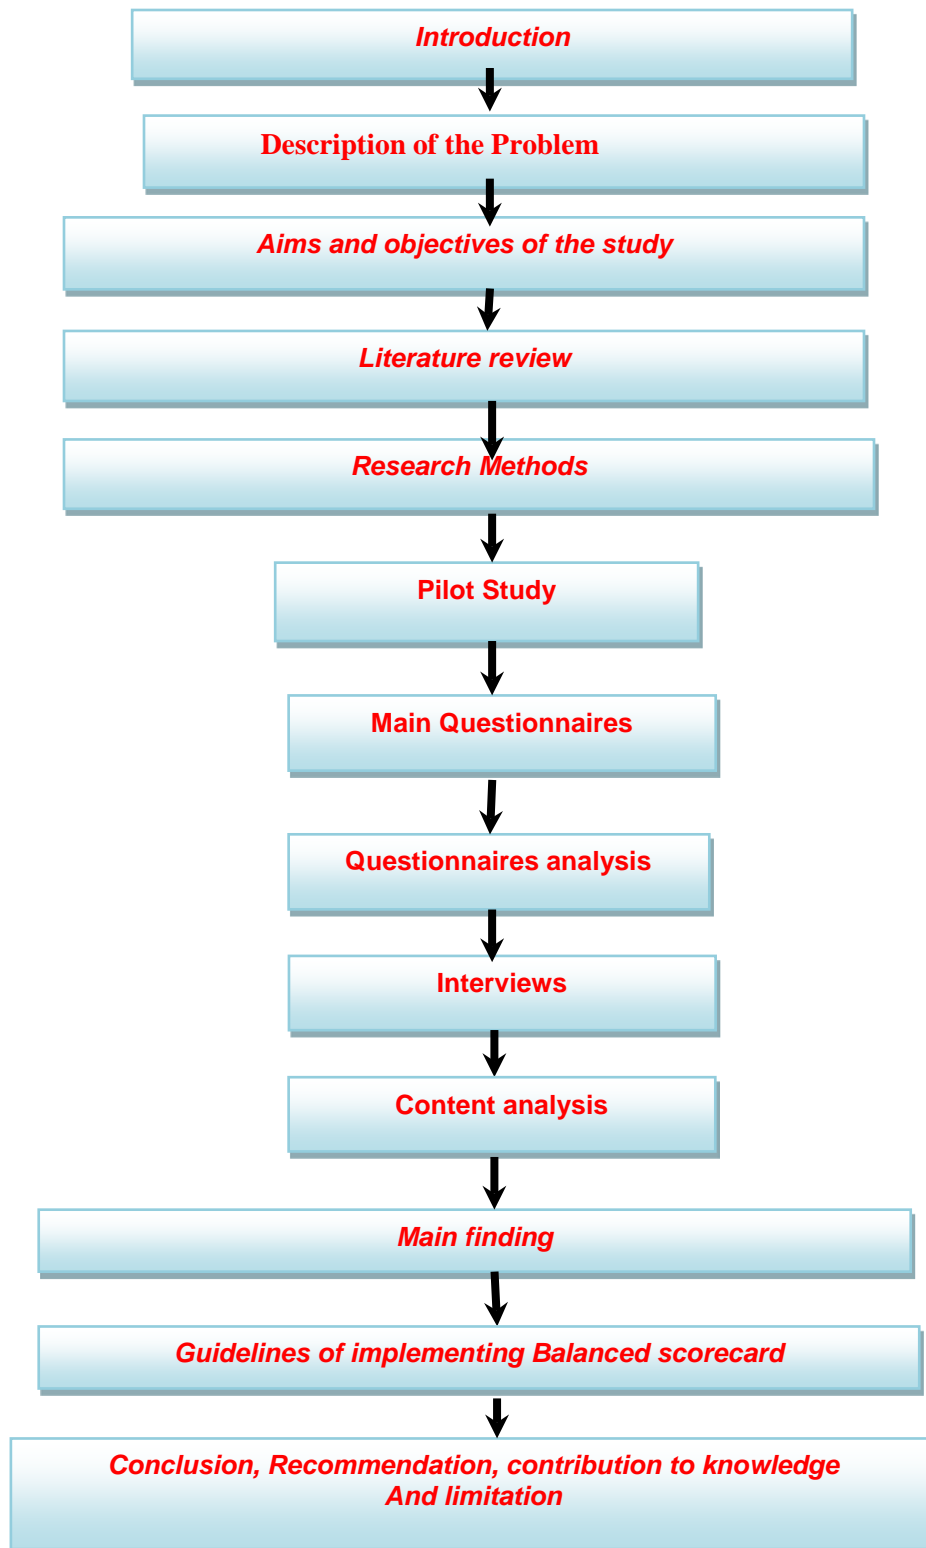 Introduction
Description of the Problem
Aims and objectives of the study
Literature review
Research Methods
Pilot Study
Main Questionnaires
Questionnaires analysis
Interviews
Content analysis
Main finding
Guidelines of implementing Balanced scorecard
Conclusion, Recommendation, contribution to knowledge
And limitation